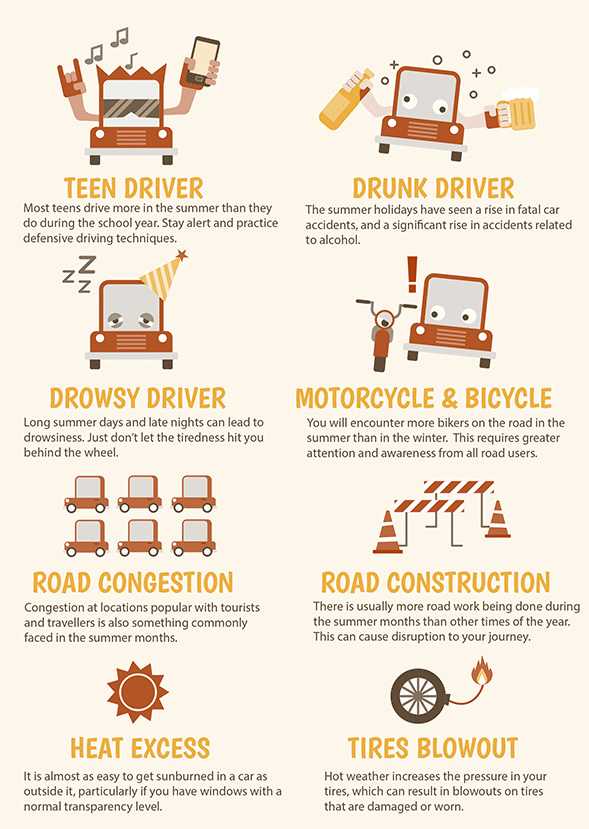 TEEN DRIVER
Most teens drive more in the summer than they
do during the school year. Stay alert and practice
defensive driving techniques.
DRUNK DRIVER
The summer holidays have seen a rise in fatal car
accidents, and a significant rise in accidents related
to alcohol.
Z Z Z
DROWSY DRIVER
Long summer days and late nights can lead to
drowsiness. Just don't let the tiredness hit you
behind the wheel.
!
MOTORCYCLE & BICYCLE
You will encounter more bikers on the road in the
summer than in the winter. This requires greater
attention and awareness from all road users.
ROAD CONGESTION
Congestion at locations popular with tourists
and travellers is also something commonly
faced in the summer months.
ROAD CONSTRUCTION
There is usually more road work being done during
the summer months than other times of the year.
This can cause disruption to your journey.
HEAT EXCESS
It is almost as easy to get sunburned in a car as
outside it, particularly if you have windows with a
normal transparency level.
TIRES BLOWOUT
Hot weather increases the pressure in your
tires, which can result in blowouts on tires
that are damaged or worn.